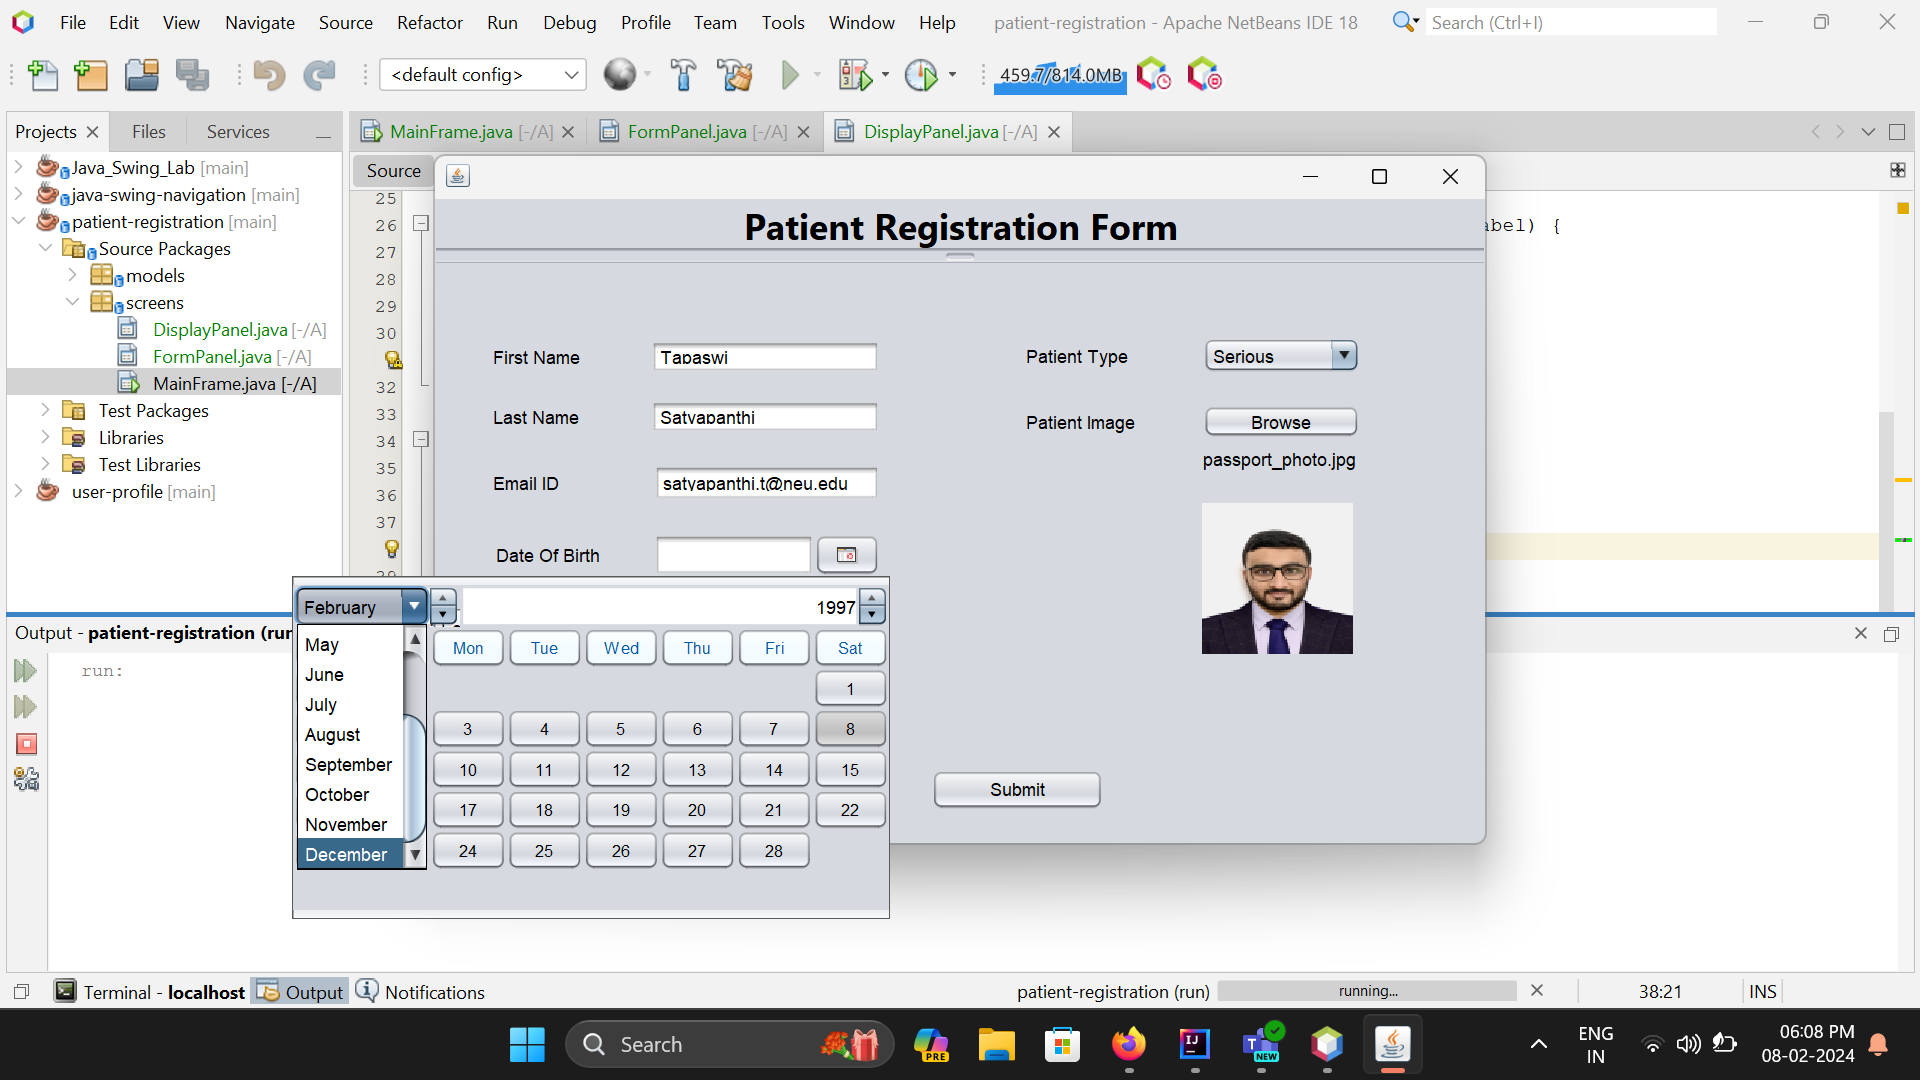 File Edit View Navigate Source Refactor Run Debug Profile Team Tools Window Help patient-registration - Apache NetBeans IDE 18 Search (Ctrl+I)
<default config> 459.7/814.0MB
Projects Files Services MainFrame.java [-/A] FormPanel.java [-/A] DisplayPanel.java [-/A]
Java_Swing_Lab [main]
java-swing-navigation [main]
patient-registration [main]
Source Packages
models
screens
DisplayPanel.java [-/A]
FormPanel.java [-/A]
MainFrame.java [-/A]
Test Packages
Libraries
Test Libraries
user-profile [main]
Source
25
26
27
28
29
30
32
33
34
35
36
37
abel) {
Patient Registration Form
First Name Tapaswi
Last Name Satyapanthi
Email ID satyapanthi.t@neu.edu
Date Of Birth
Patient Type Serious
Patient Image Browse
passport_photo.jpg
Submit
February 1997
May
June
July
August
September
October
November
December
Mon Tue Wed Thu Fri Sat
1
3 4 5 6 7 8
10 11 12 13 14 15
17 18 19 20 21 22
24 25 26 27 28
Output - patient-registration (run
run:
Terminal - localhost Output Notifications patient-registration (run) running... 38:21 INS
Search PRE IJ NEW ENG IN 06:08 PM
08-02-2024